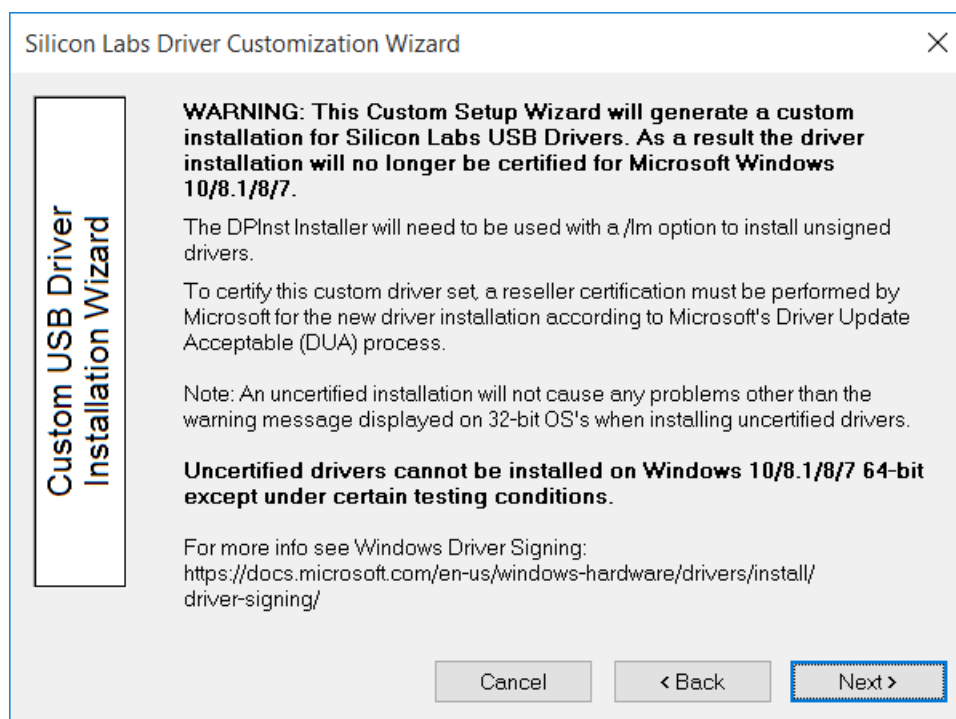 Silicon Labs Driver Customization Wizard
Custom USB Driver
Installation Wizard
WARNING: This Custom Setup Wizard will generate a custom
installation for Silicon Labs USB Drivers. As a result the driver
installation will no longer be certified for Microsoft Windows
10/8.1/8/7.
The DPInst Installer will need to be used with a /lm option to install unsigned
drivers.
To certify this custom driver set, a reseller certification must be performed by
Microsoft for the new driver installation according to Microsoft's Driver Update
Acceptable (DUA) process.
Note: An uncertified installation will not cause any problems other than the
warning message displayed on 32-bit OS's when installing uncertified drivers.
Uncertified drivers cannot be installed on Windows 10/8.1/8/7 64-bit
except under certain testing conditions.
For more info see Windows Driver Signing:
https://docs.microsoft.com/en-us/windows-hardware/drivers/install/
driver-signing/
Cancel
< Back
Next >